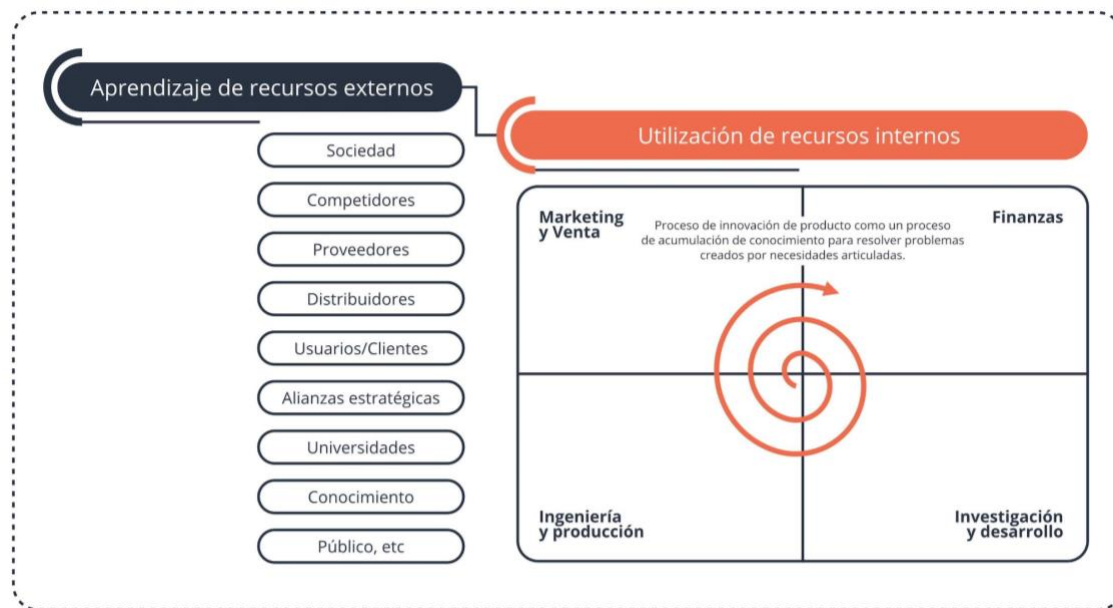 Aprendizaje de recursos externos
Sociedad
Competidores
Proveedores
Distribuidores
Usuarios/Clientes
Alianzas estratégicas
Universidades
Conocimiento
Público, etc
Utilización de recursos internos
Marketing
y Venta
Proceso de innovación de producto como un proceso
de acumulación de conocimiento para resolver problemas
creados por necesidades articuladas.
Finanzas
Ingeniería
y producción
Investigación
y desarrollo